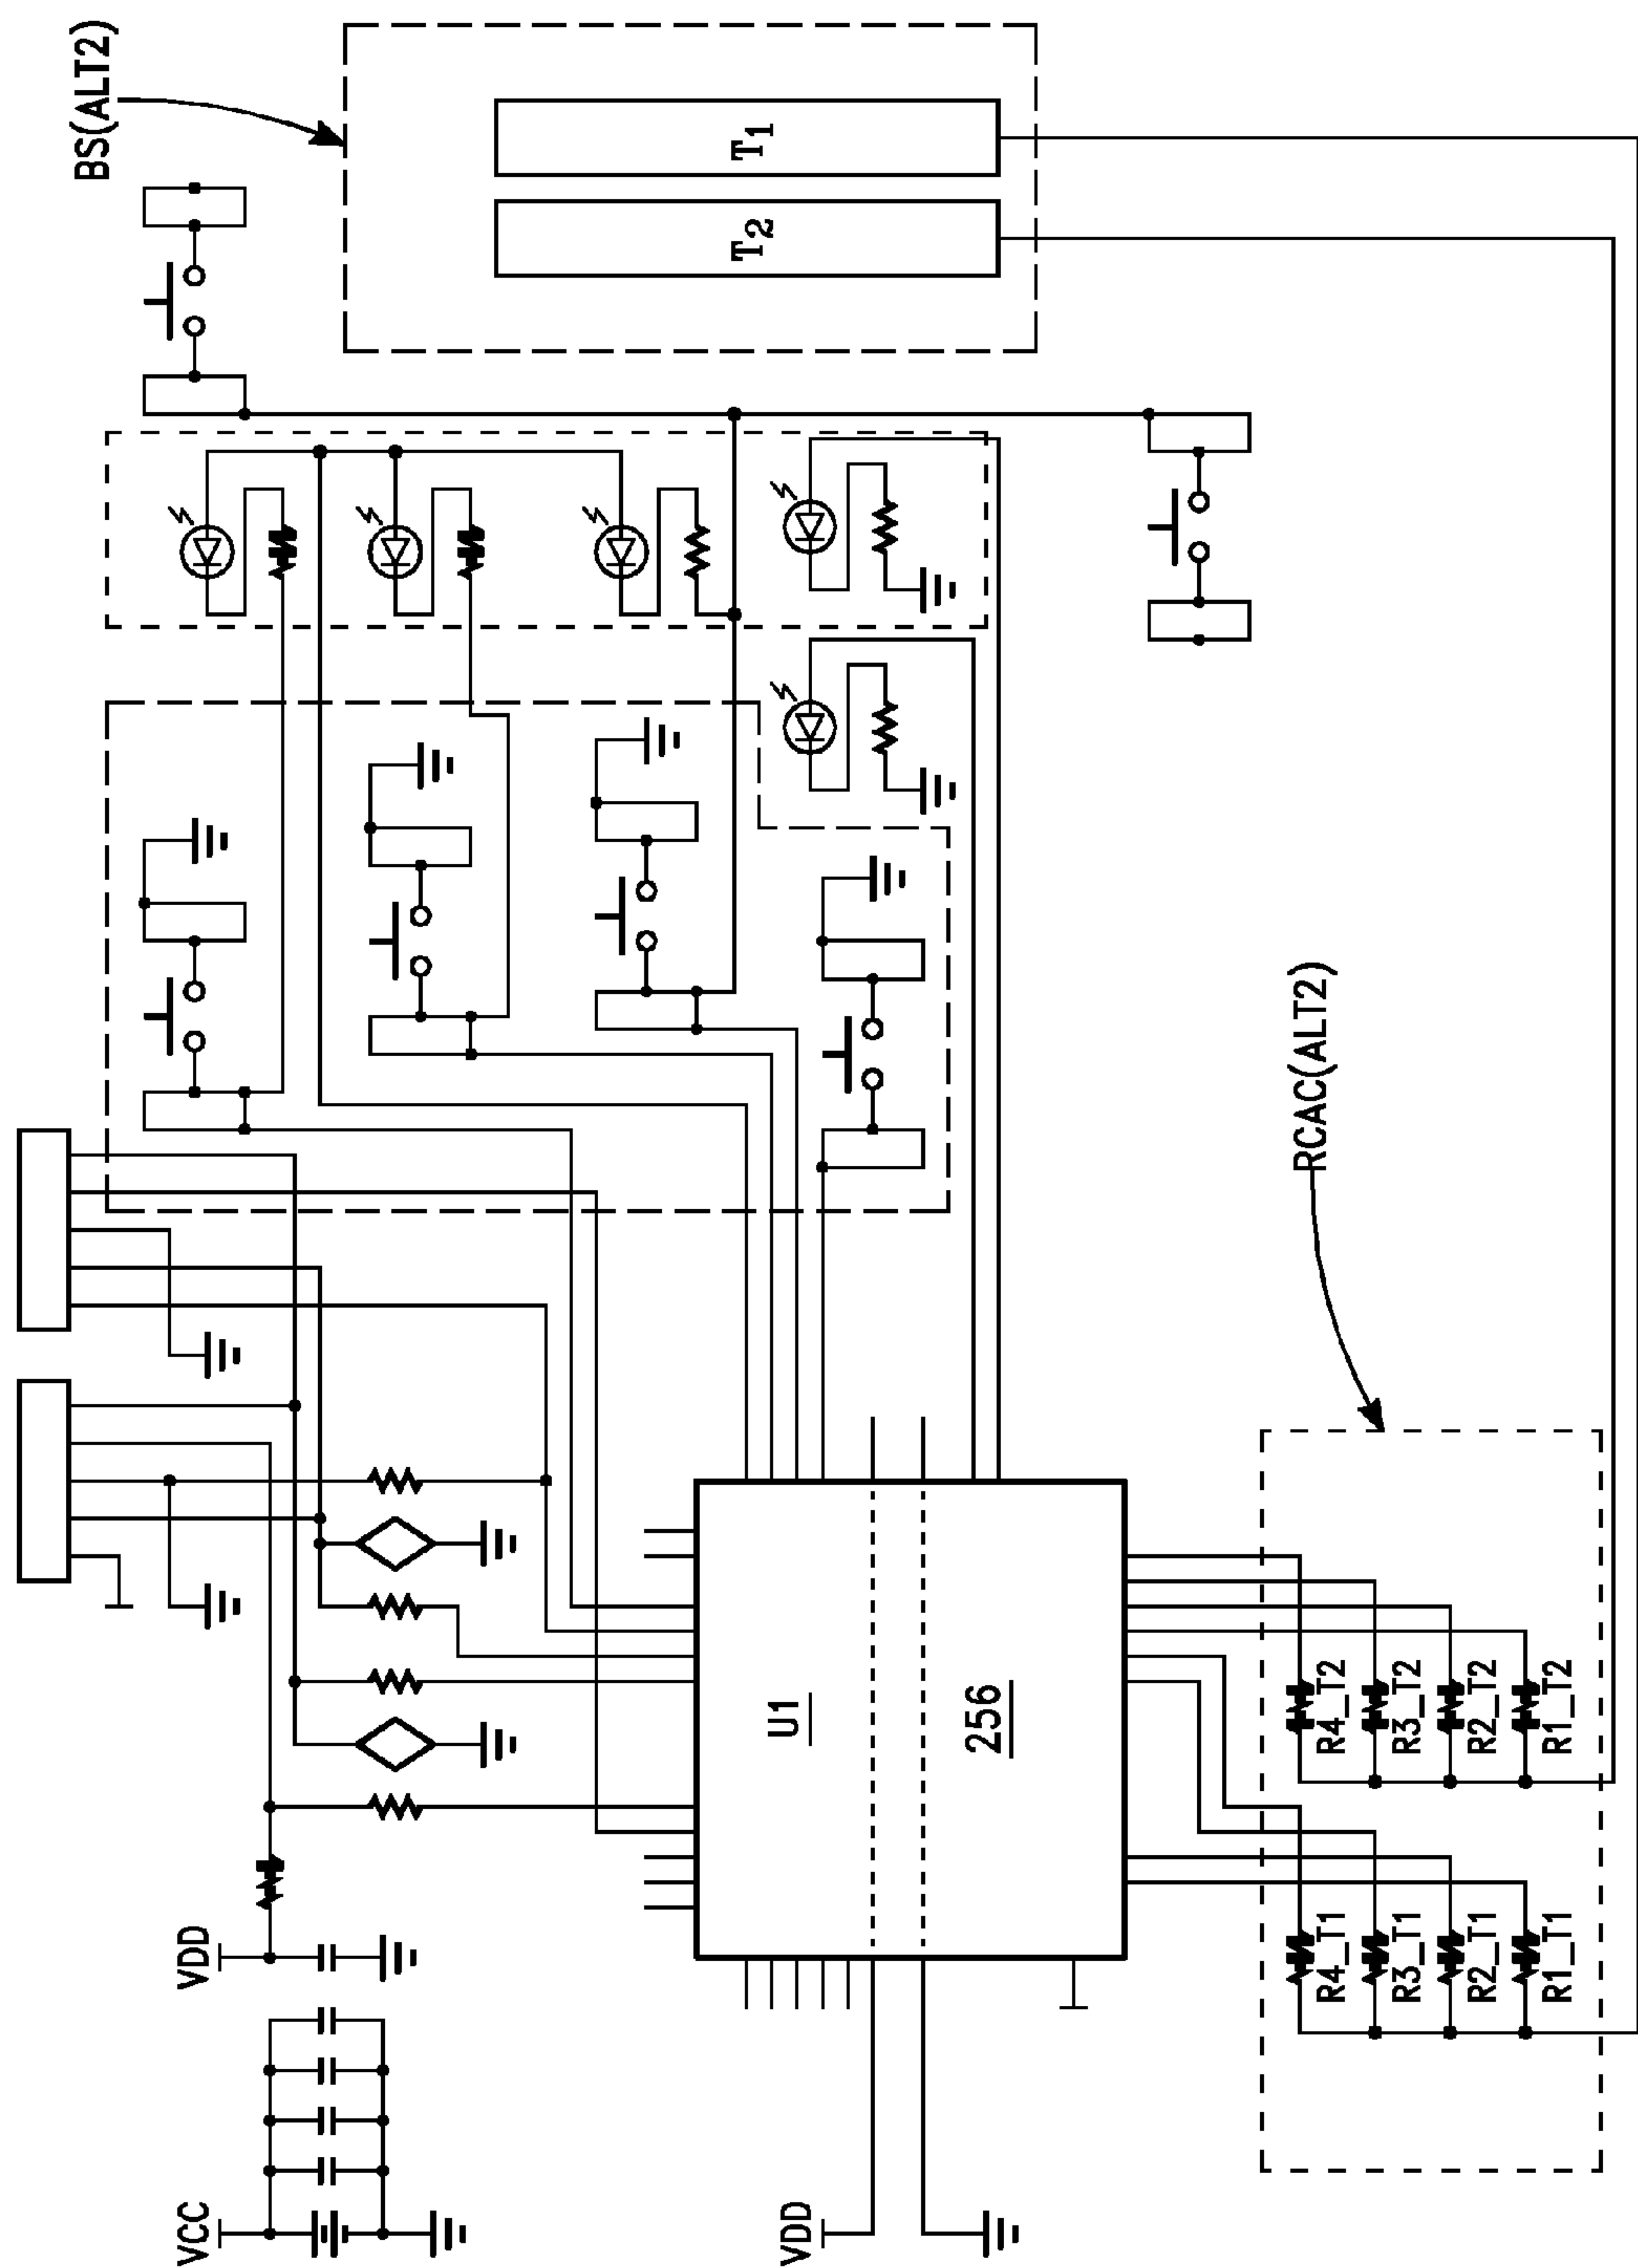 BS(ALT2)
T1
T2
RCAC(ALT2)
U1
256
R4_T2
R3_T2
R2_T2
R1_T2
R4_T1
R3_T1
R2_T1
R1_T1
VDD
VCC
VDD